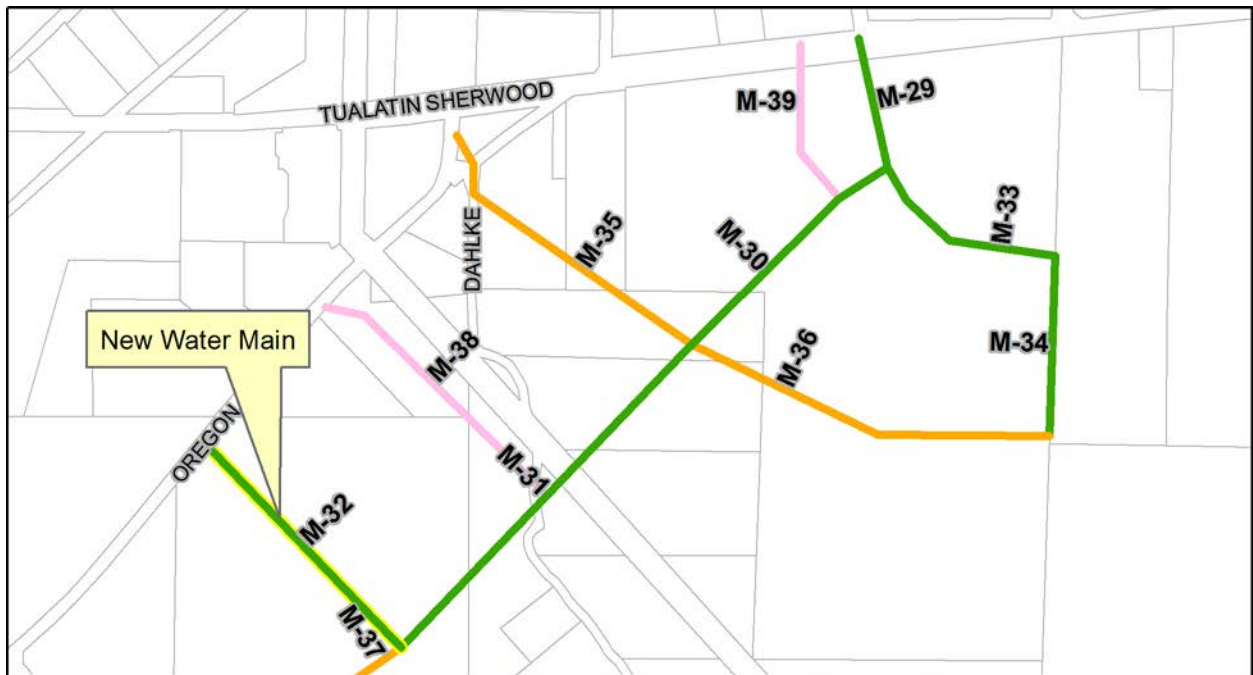 TUALATIN SHERWOOD
M-39
M-29
M-33
M-35
DAHLKE
M-30
New Water Main
M-38
M-36
M-34
OREGON
M-31
M-32
M-37